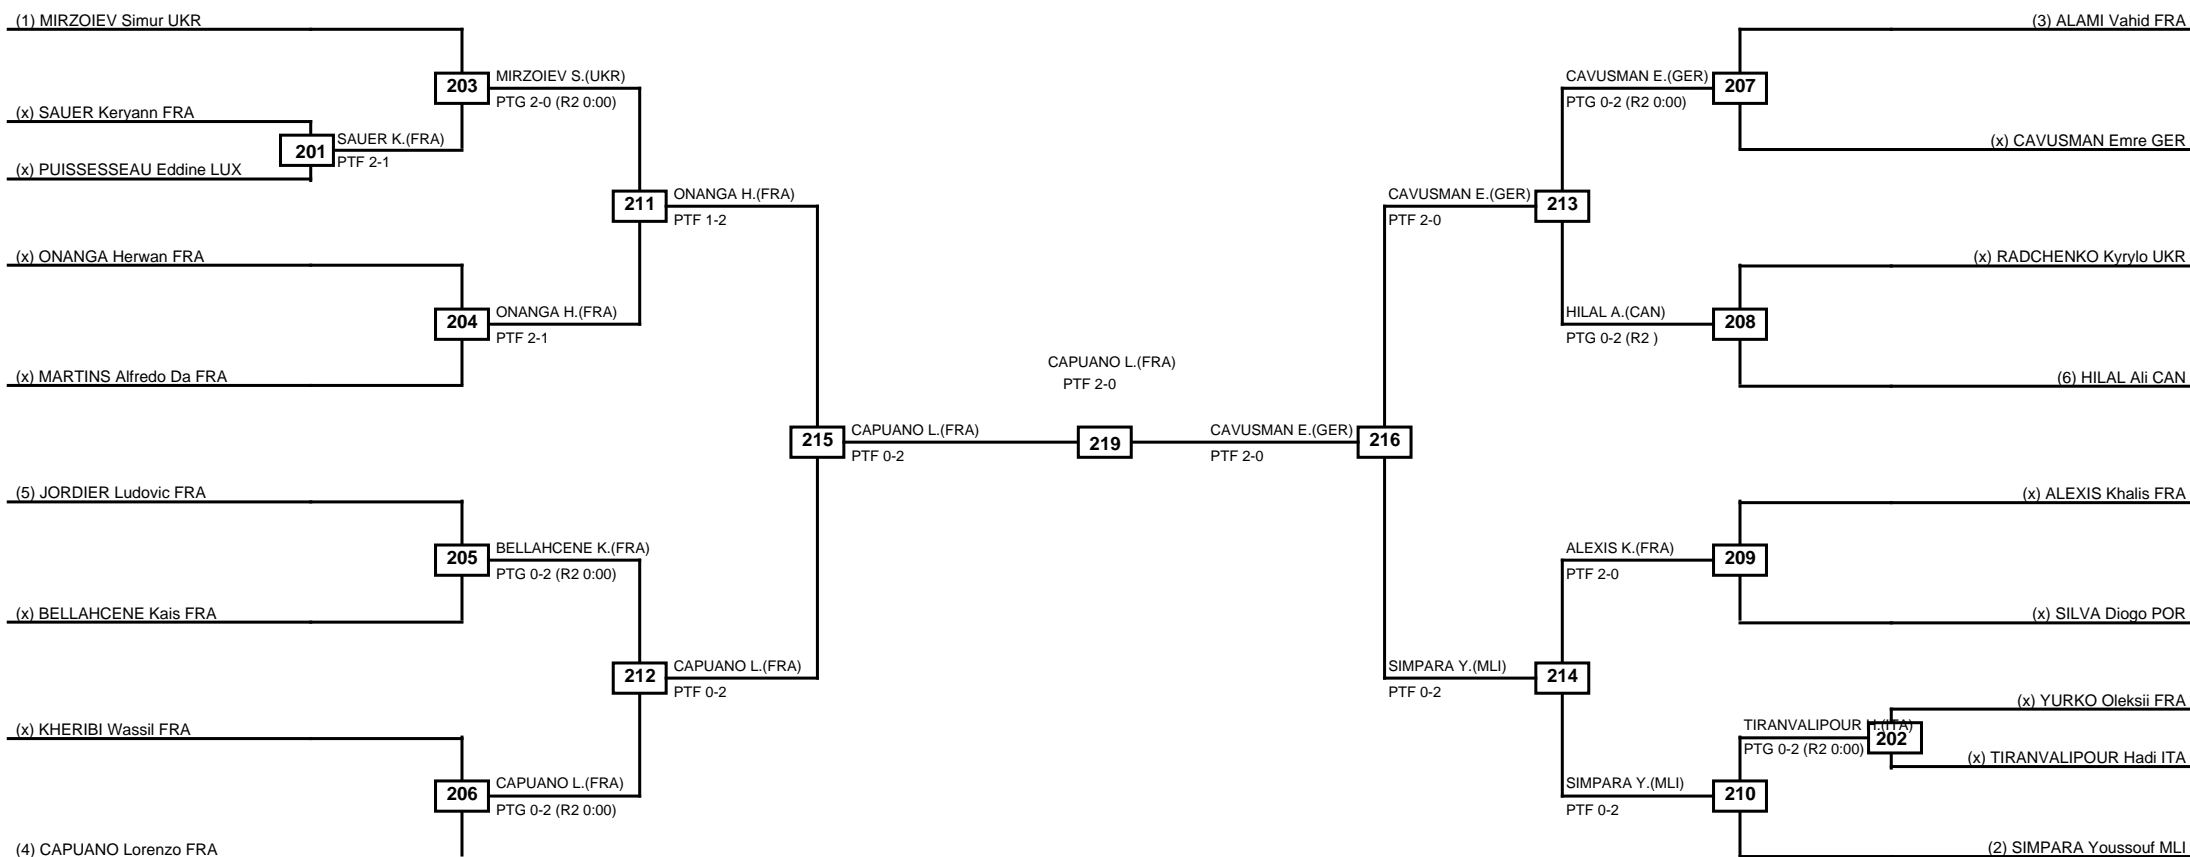 (1) MIRZOIEV Simur UKR
(x) SAUER Keryann FRA
(x) PUISSESSEAU Eddine LUX
201
SAUER K.(FRA)
PTF 2-1
203
MIRZOIEV S.(UKR)
PTG 2-0 (R2 0:00)
(x) ONANGA Herwan FRA
(x) MARTINS Alfredo Da FRA
204
ONANGA H.(FRA)
PTF 2-1
211
ONANGA H.(FRA)
PTF 1-2
(5) JORDIER Ludovic FRA
(x) BELLAHCENE Kais FRA
205
BELLAHCENE K.(FRA)
PTG 0-2 (R2 0:00)
(x) KHERIBI Wassil FRA
(4) CAPUANO Lorenzo FRA
206
CAPUANO L.(FRA)
PTG 0-2 (R2 0:00)
212
CAPUANO L.(FRA)
PTF 0-2
215
CAPUANO L.(FRA)
PTF 0-2
CAPUANO L.(FRA)
PTF 2-0
219
CAVUSMAN E.(GER)
PTF 2-0
216
CAVUSMAN E.(GER)
PTF 2-0
213
CAVUSMAN E.(GER)
PTG 0-2 (R2 0:00)
207
(3) ALAMI Vahid FRA
(x) CAVUSMAN Emre GER
HILAL A.(CAN)
PTG 0-2 (R2 )
208
(x) RADCHENKO Kyrylo UKR
(6) HILAL Ali CAN
SIMPARA Y.(MLI)
PTF 0-2
214
ALEXIS K.(FRA)
PTF 2-0
209
(x) ALEXIS Khalis FRA
(x) SILVA Diogo POR
SIMPARA Y.(MLI)
PTF 0-2
210
TIRANVALIPOUR H.(ITA)
PTG 0-2 (R2 0:00)
202
(x) YURKO Oleksii FRA
(x) TIRANVALIPOUR Hadi ITA
(2) SIMPARA Youssouf MLI